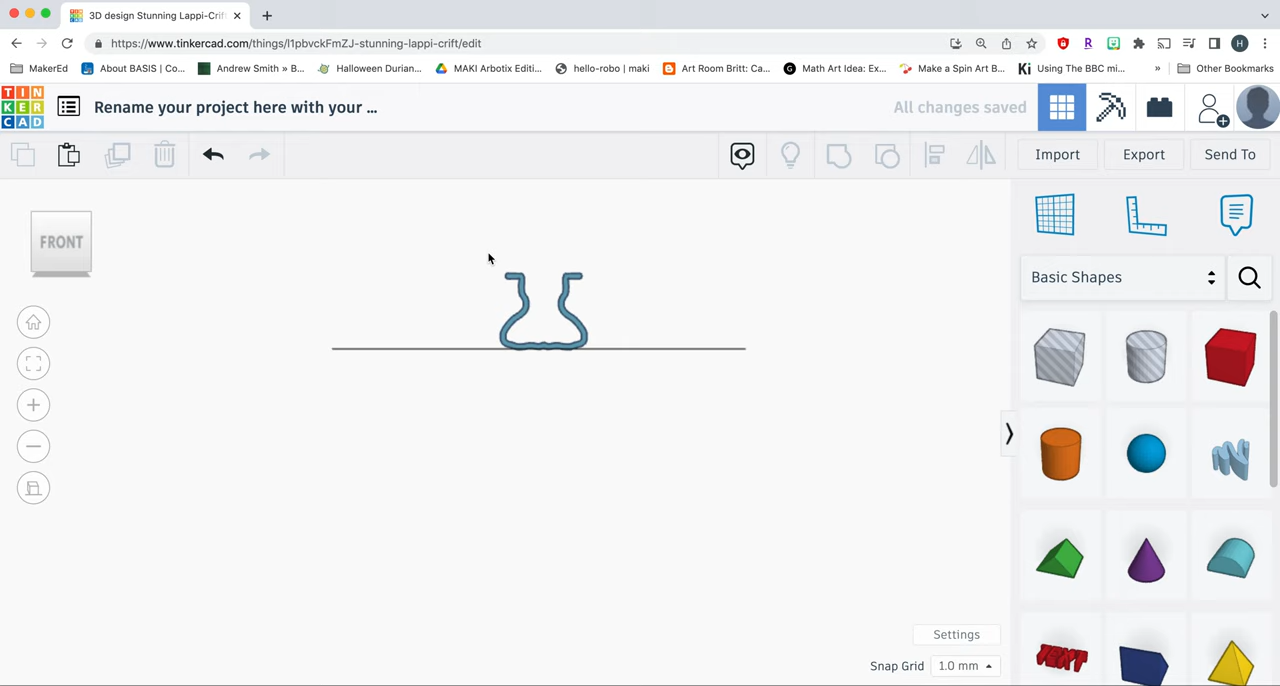 3D design Stunning Lappi-Crif
https://www.tinkercad.com/things/l1pbvckFmZJ-stunning-lappi-crift/edit
R
H
MakerEd
About BASIS | Co...
Andrew Smith » B...
Halloween Durian...
MAKI Arbotix Editi...
hello-robo | maki
Art Room Britt: Ca...
Math Art Idea: Ex...
Make a Spin Art B...
Ki Using The BBC mi...
»
Other Bookmarks
TIN
KER
CAD
Rename your project here with your ...
All changes saved
Import
Export
Send To
FRONT
Basic Shapes
TEXT
Settings
Snap Grid 1.0 mm